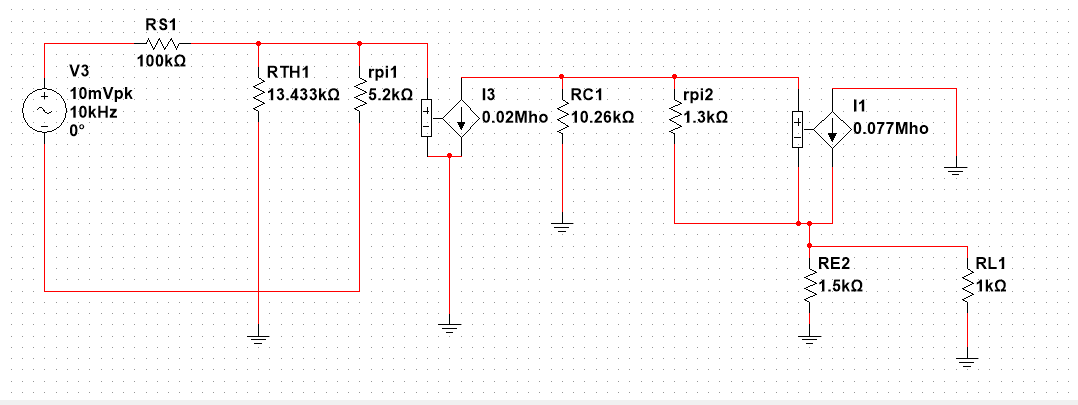 RS1
100kΩ
V3
10mVpk
10kHz
0°
RTH1
13.433kΩ
rpi1
5.2kΩ
I3
0.02Mho
RC1
10.26kΩ
rpi2
1.3kΩ
I1
0.077Mho
RE2
1.5kΩ
RL1
1kΩ